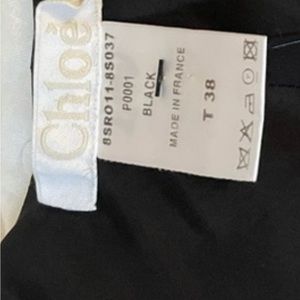 Chloé
8SRO11-8S037
P0001
BLACK
MADE IN FRANCE
T 38